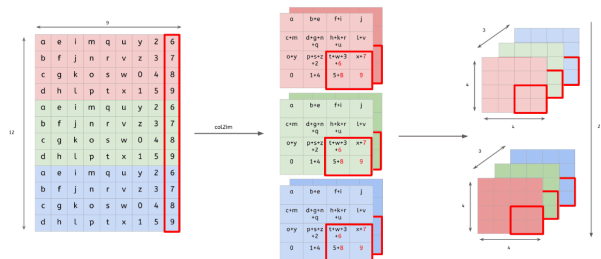 9
12
a e i m q u y 2 6
b f j n r v z 3 7
c g k o s w 0 4 8
d h l p t x 1 5 9
a e i m q u y 2 6
b f j n r v z 3 7
c g k o s w 0 4 8
d h l p t x 1 5 9
a e i m q u y 2 6
b f j n r v z 3 7
c g k o s w 0 4 8
d h l p t x 1 5 9
col2im
a b+e f+i j
c+m d+g+n+q h+k+r+u l+v
o+y p+s+z+2 t+w+3+6 x+7
0 1+4 5+8 9
a b+e f+i j
c+m d+g+n+q h+k+r+u l+v
o+y p+s+z+2 t+w+3+6 x+7
0 1+4 5+8 9
a b+e f+i j
c+m d+g+n+q h+k+r+u l+v
o+y p+s+z+2 t+w+3+6 x+7
0 1+4 5+8 9
3
4
4
3
4
4
2